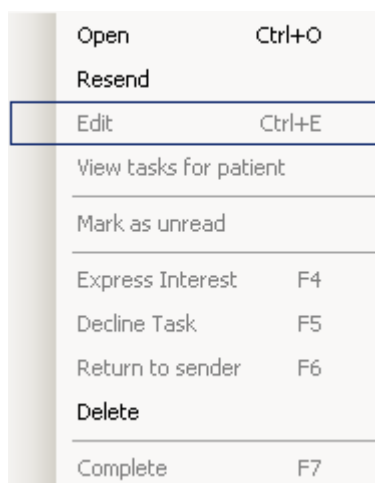 Open Ctrl+O
Resend
Edit Ctrl+E
View tasks for patient
Mark as unread
Express Interest F4
Decline Task F5
Return to sender F6
Delete
Complete F7